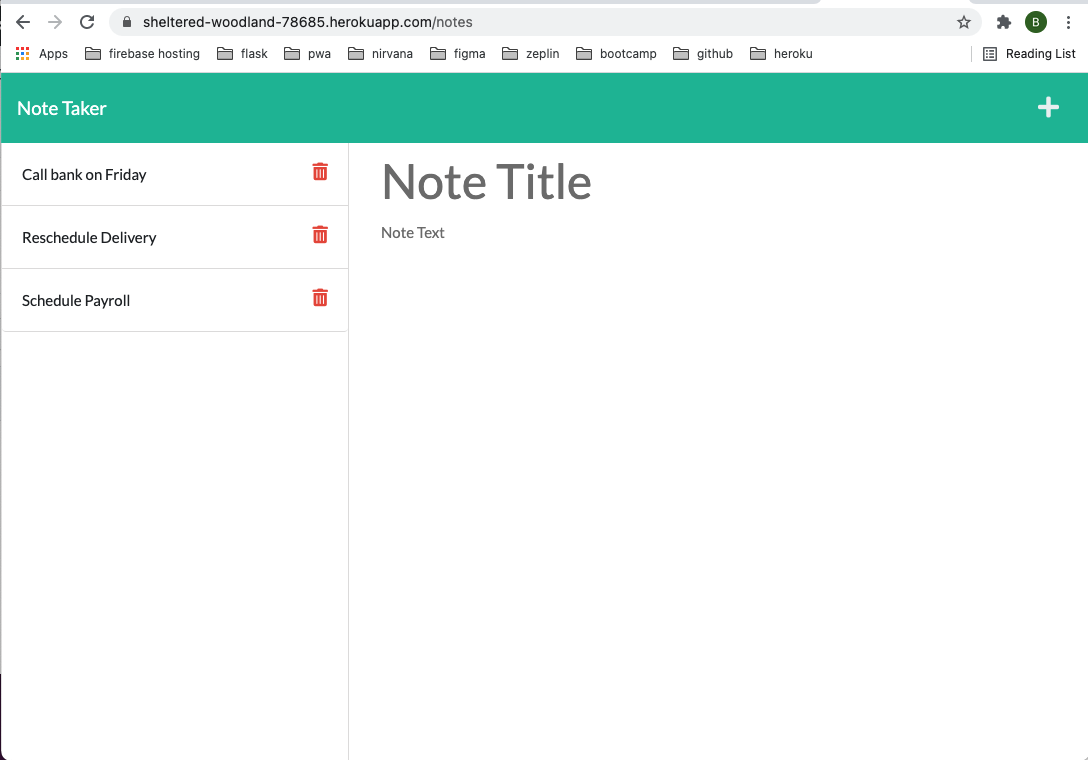 sheltered-woodland-78685.herokuapp.com/notes
B
Apps firebase hosting flask pwa nirvana figma zeplin bootcamp github heroku Reading List
Note Taker
Call bank on Friday
Reschedule Delivery
Schedule Payroll
Note Title
Note Text